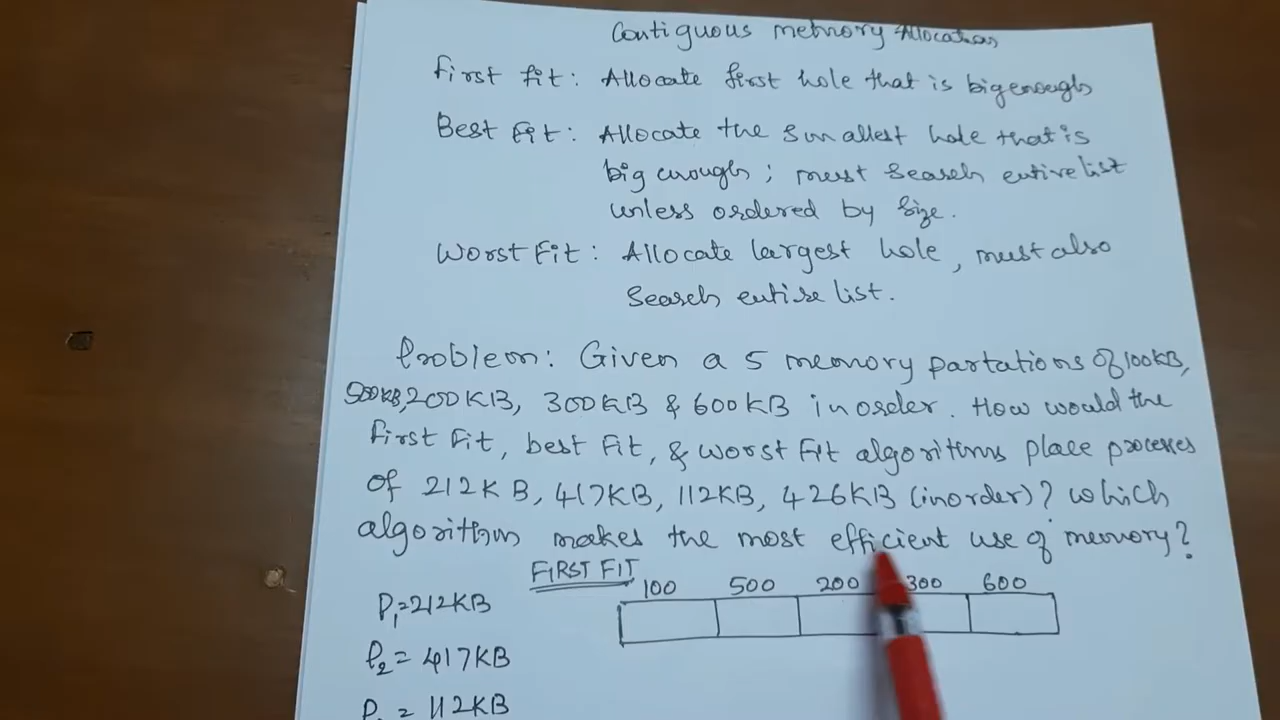 Contiguous memory Allocation
First fit: Allocate first hole that is big enough
Best Fit: Allocate the smallest hole that is
big enough; must search entire list
unless ordered by size.
Worst Fit: Allocate largest hole, must also
Search entire list.
Problem: Given a 5 memory partations of 100KB,
500KB, 200KB, 300KB & 600KB in order. How would the
First Fit, best Fit, & worst Fit algorithms place processes
of 212KB, 417KB, 112KB, 426KB (inorder)? Which
algorithm makes the most efficient use of memory?
FIRST FIT
100 500 200 300 600
P1=212KB
P2= 417KB
P = 112KB